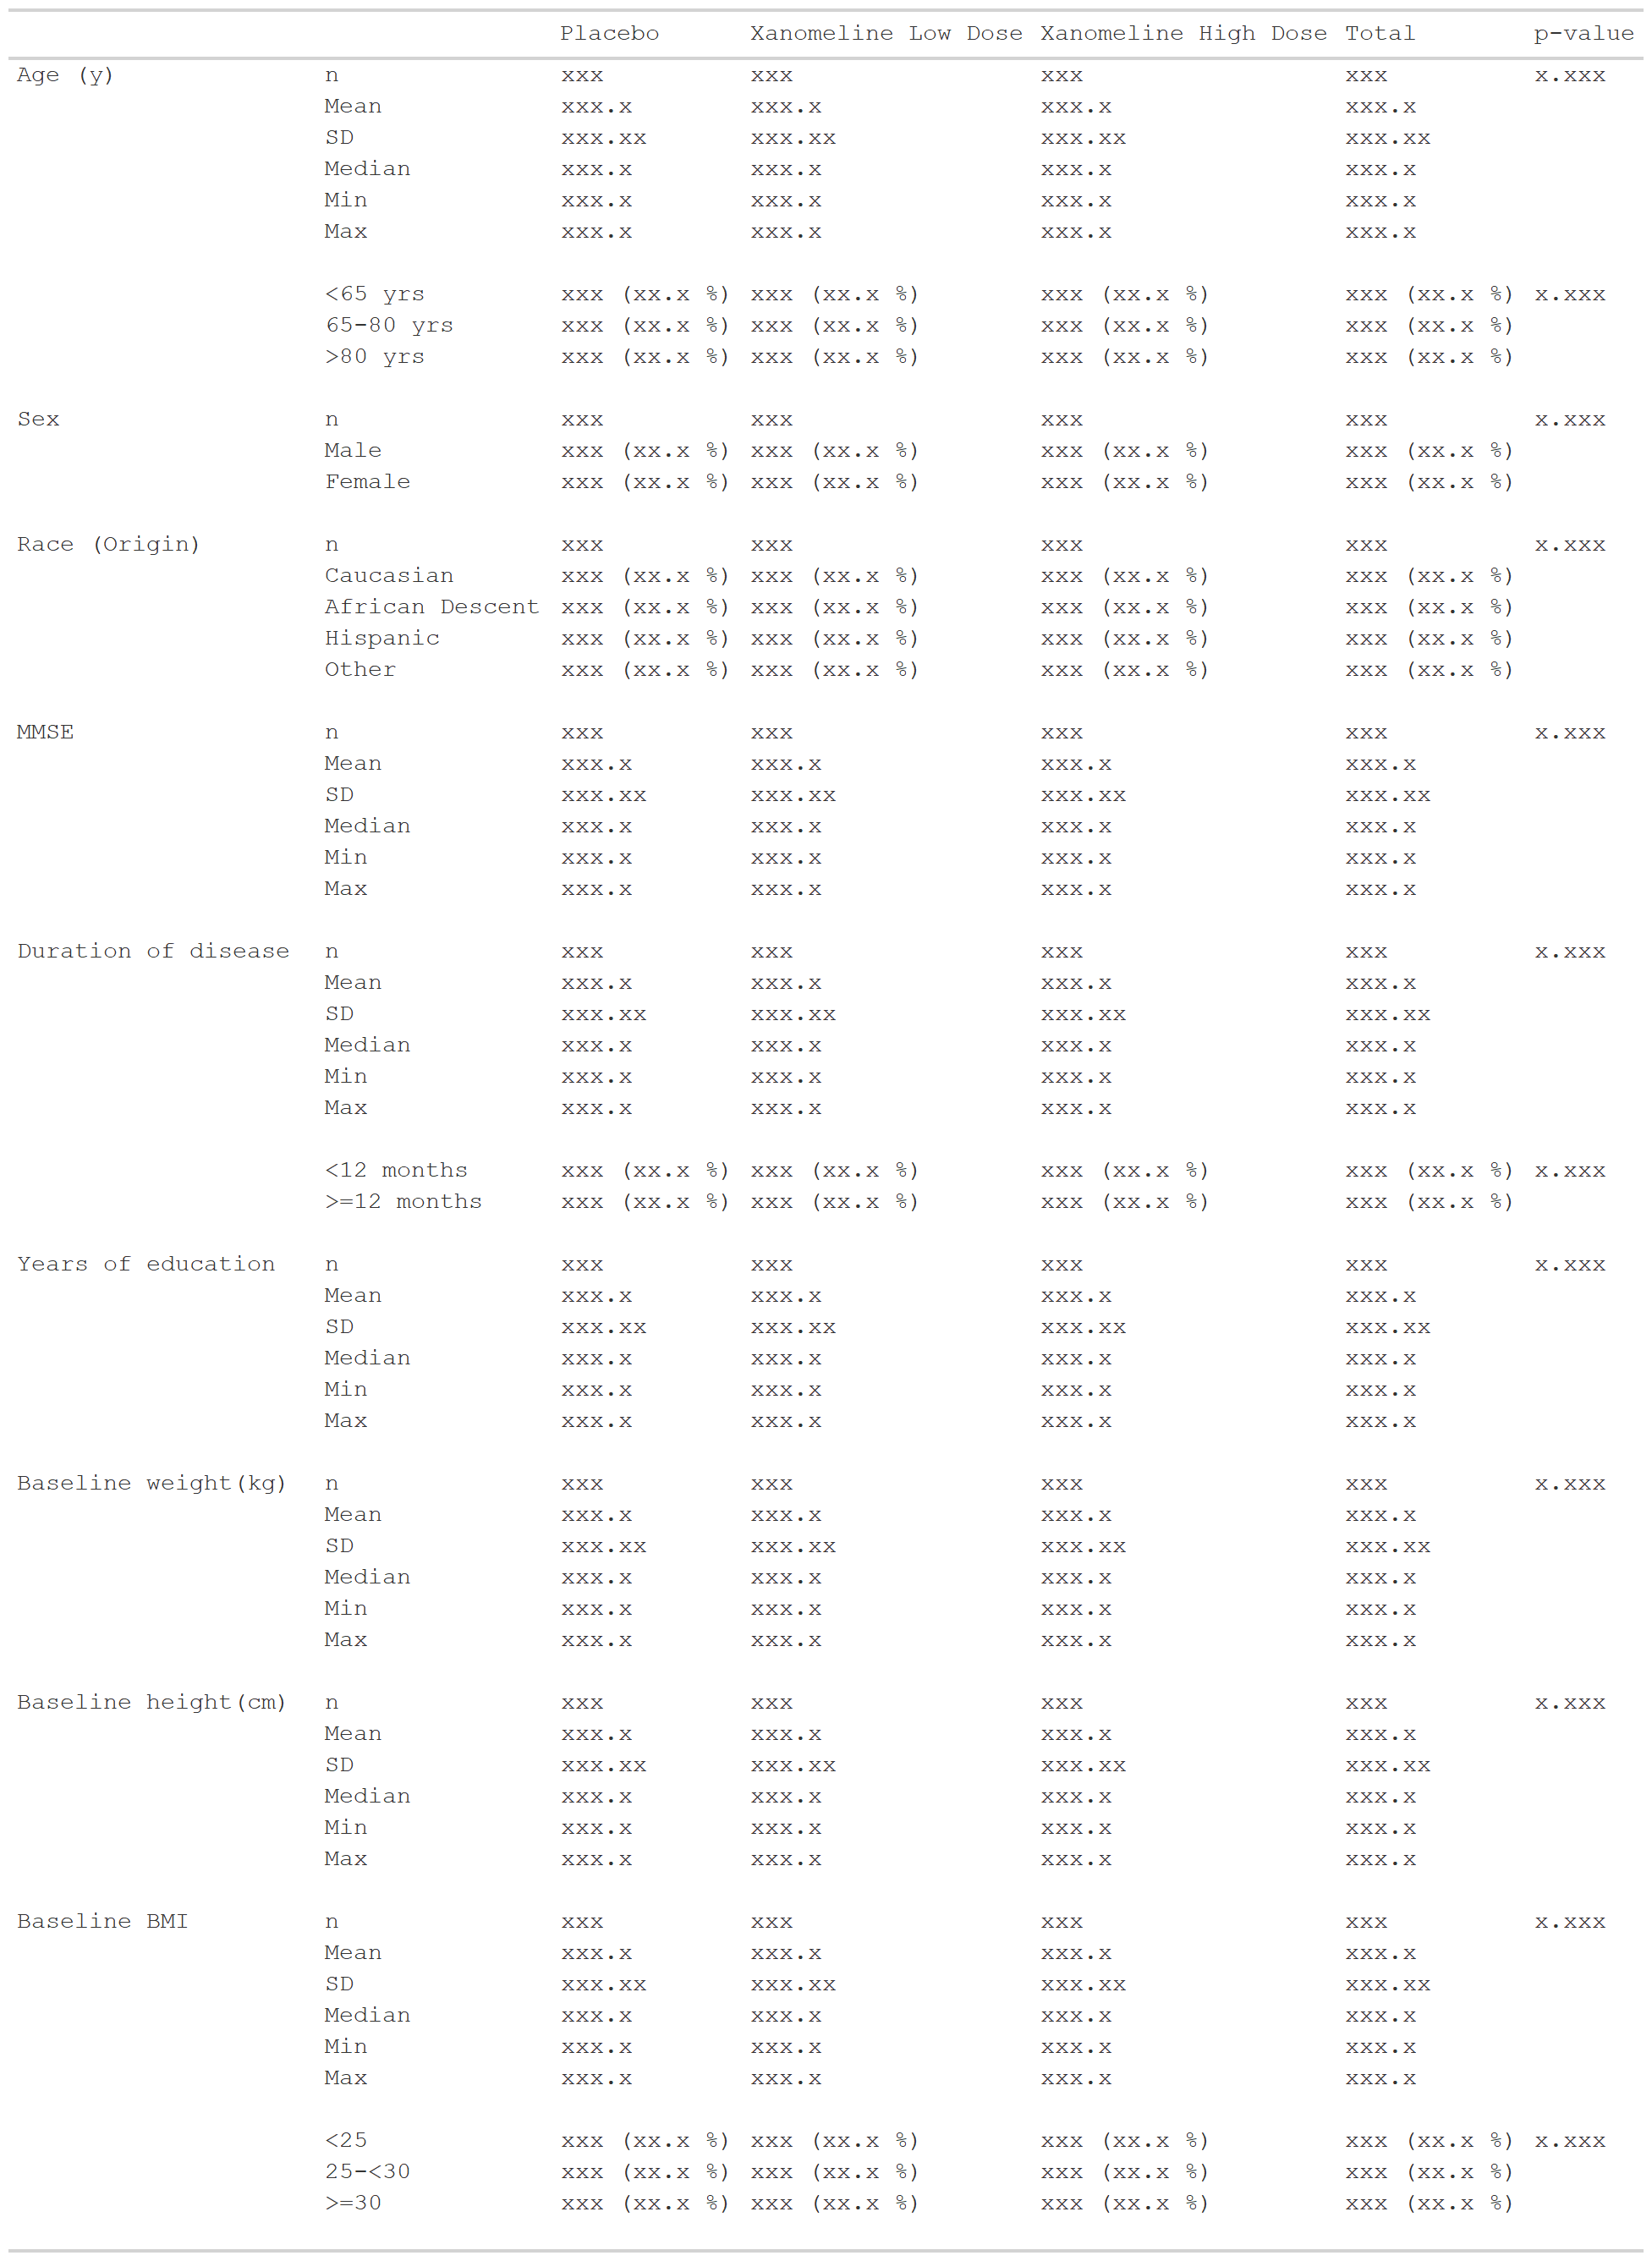 Placebo Xanomeline Low Dose Xanomeline High Dose Total p-value
Age (y) n xxx xxx xxx xxx x.xxx
Mean xxx.x xxx.x xxx.x xxx.x
SD xxx.xx xxx.xx xxx.xx xxx.xx
Median xxx.x xxx.x xxx.x xxx.x
Min xxx.x xxx.x xxx.x xxx.x
Max xxx.x xxx.x xxx.x xxx.x
<65 yrs xxx (xx.x %) xxx (xx.x %) xxx (xx.x %) xxx (xx.x %) x.xxx
65-80 yrs xxx (xx.x %) xxx (xx.x %) xxx (xx.x %) xxx (xx.x %)
>80 yrs xxx (xx.x %) xxx (xx.x %) xxx (xx.x %) xxx (xx.x %)
Sex n xxx xxx xxx xxx x.xxx
Male xxx (xx.x %) xxx (xx.x %) xxx (xx.x %) xxx (xx.x %)
Female xxx (xx.x %) xxx (xx.x %) xxx (xx.x %) xxx (xx.x %)
Race (Origin) n xxx xxx xxx xxx x.xxx
Caucasian xxx (xx.x %) xxx (xx.x %) xxx (xx.x %) xxx (xx.x %)
African Descent xxx (xx.x %) xxx (xx.x %) xxx (xx.x %) xxx (xx.x %)
Hispanic xxx (xx.x %) xxx (xx.x %) xxx (xx.x %) xxx (xx.x %)
Other xxx (xx.x %) xxx (xx.x %) xxx (xx.x %) xxx (xx.x %)
MMSE n xxx xxx xxx xxx x.xxx
Mean xxx.x xxx.x xxx.x xxx.x
SD xxx.xx xxx.xx xxx.xx xxx.xx
Median xxx.x xxx.x xxx.x xxx.x
Min xxx.x xxx.x xxx.x xxx.x
Max xxx.x xxx.x xxx.x xxx.x
Duration of disease n xxx xxx xxx xxx x.xxx
Mean xxx.x xxx.x xxx.x xxx.x
SD xxx.xx xxx.xx xxx.xx xxx.xx
Median xxx.x xxx.x xxx.x xxx.x
Min xxx.x xxx.x xxx.x xxx.x
Max xxx.x xxx.x xxx.x xxx.x
<12 months xxx (xx.x %) xxx (xx.x %) xxx (xx.x %) xxx (xx.x %) x.xxx
>=12 months xxx (xx.x %) xxx (xx.x %) xxx (xx.x %) xxx (xx.x %)
Years of education n xxx xxx xxx xxx x.xxx
Mean xxx.x xxx.x xxx.x xxx.x
SD xxx.xx xxx.xx xxx.xx xxx.xx
Median xxx.x xxx.x xxx.x xxx.x
Min xxx.x xxx.x xxx.x xxx.x
Max xxx.x xxx.x xxx.x xxx.x
Baseline weight(kg) n xxx xxx xxx xxx x.xxx
Mean xxx.x xxx.x xxx.x xxx.x
SD xxx.xx xxx.xx xxx.xx xxx.xx
Median xxx.x xxx.x xxx.x xxx.x
Min xxx.x xxx.x xxx.x xxx.x
Max xxx.x xxx.x xxx.x xxx.x
Baseline height(cm) n xxx xxx xxx xxx x.xxx
Mean xxx.x xxx.x xxx.x xxx.x
SD xxx.xx xxx.xx xxx.xx xxx.xx
Median xxx.x xxx.x xxx.x xxx.x
Min xxx.x xxx.x xxx.x xxx.x
Max xxx.x xxx.x xxx.x xxx.x
Baseline BMI n xxx xxx xxx xxx x.xxx
Mean xxx.x xxx.x xxx.x xxx.x
SD xxx.xx xxx.xx xxx.xx xxx.xx
Median xxx.x xxx.x xxx.x xxx.x
Min xxx.x xxx.x xxx.x xxx.x
Max xxx.x xxx.x xxx.x xxx.x
<25 xxx (xx.x %) xxx (xx.x %) xxx (xx.x %) xxx (xx.x %) x.xxx
25-<30 xxx (xx.x %) xxx (xx.x %) xxx (xx.x %) xxx (xx.x %)
>=30 xxx (xx.x %) xxx (xx.x %) xxx (xx.x %) xxx (xx.x %)